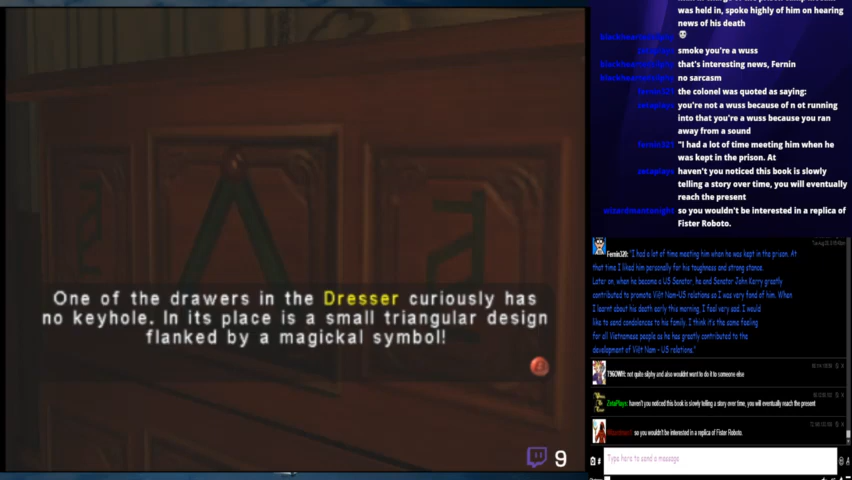 One of the drawers in the Dresser curiously has
no keyhole. In its place is a small triangular design
flanked by a magickal symbol!
9
was held in, spoke highly of him on hearing
news of his death
smoke you're a wuss
that's interesting news, Fernin
no sarcasm
the colonel was quoted as saying:
zetaplays: you're not a wuss because of n ot running
into that you're a wuss because you ran
away from a sound
"I had a lot of time meeting him when he
was kept in the prison. At
zetaplays: haven't you noticed this book is slowly
telling a story over time, you will eventually
reach the present
so you wouldn't be interested in a replica of
Fister Roboto.
"I had a lot of time meeting him when he was kept in the prison. At
that time I liked him personally for his toughness and strong stance.
Later on, when he became a US Senator, he and Senator John Kerry greatly
contributed to promote Việt Nam-US relations so I was very fond of him. When
I learnt about his death early this morning, I feel very sad. I would
like to send condolences to his family. I think it's the same feeling
for all Vietnamese people as he has greatly contributed to the
development of Việt Nam - US relations."
not quite sliphy and also wouldnt want to do it to someone else
ZetaPlays: haven't you noticed this book is slowly telling a story over time, you will eventually reach the present
so you wouldn't be interested in a replica of Fister Roboto.
Type here to send a message